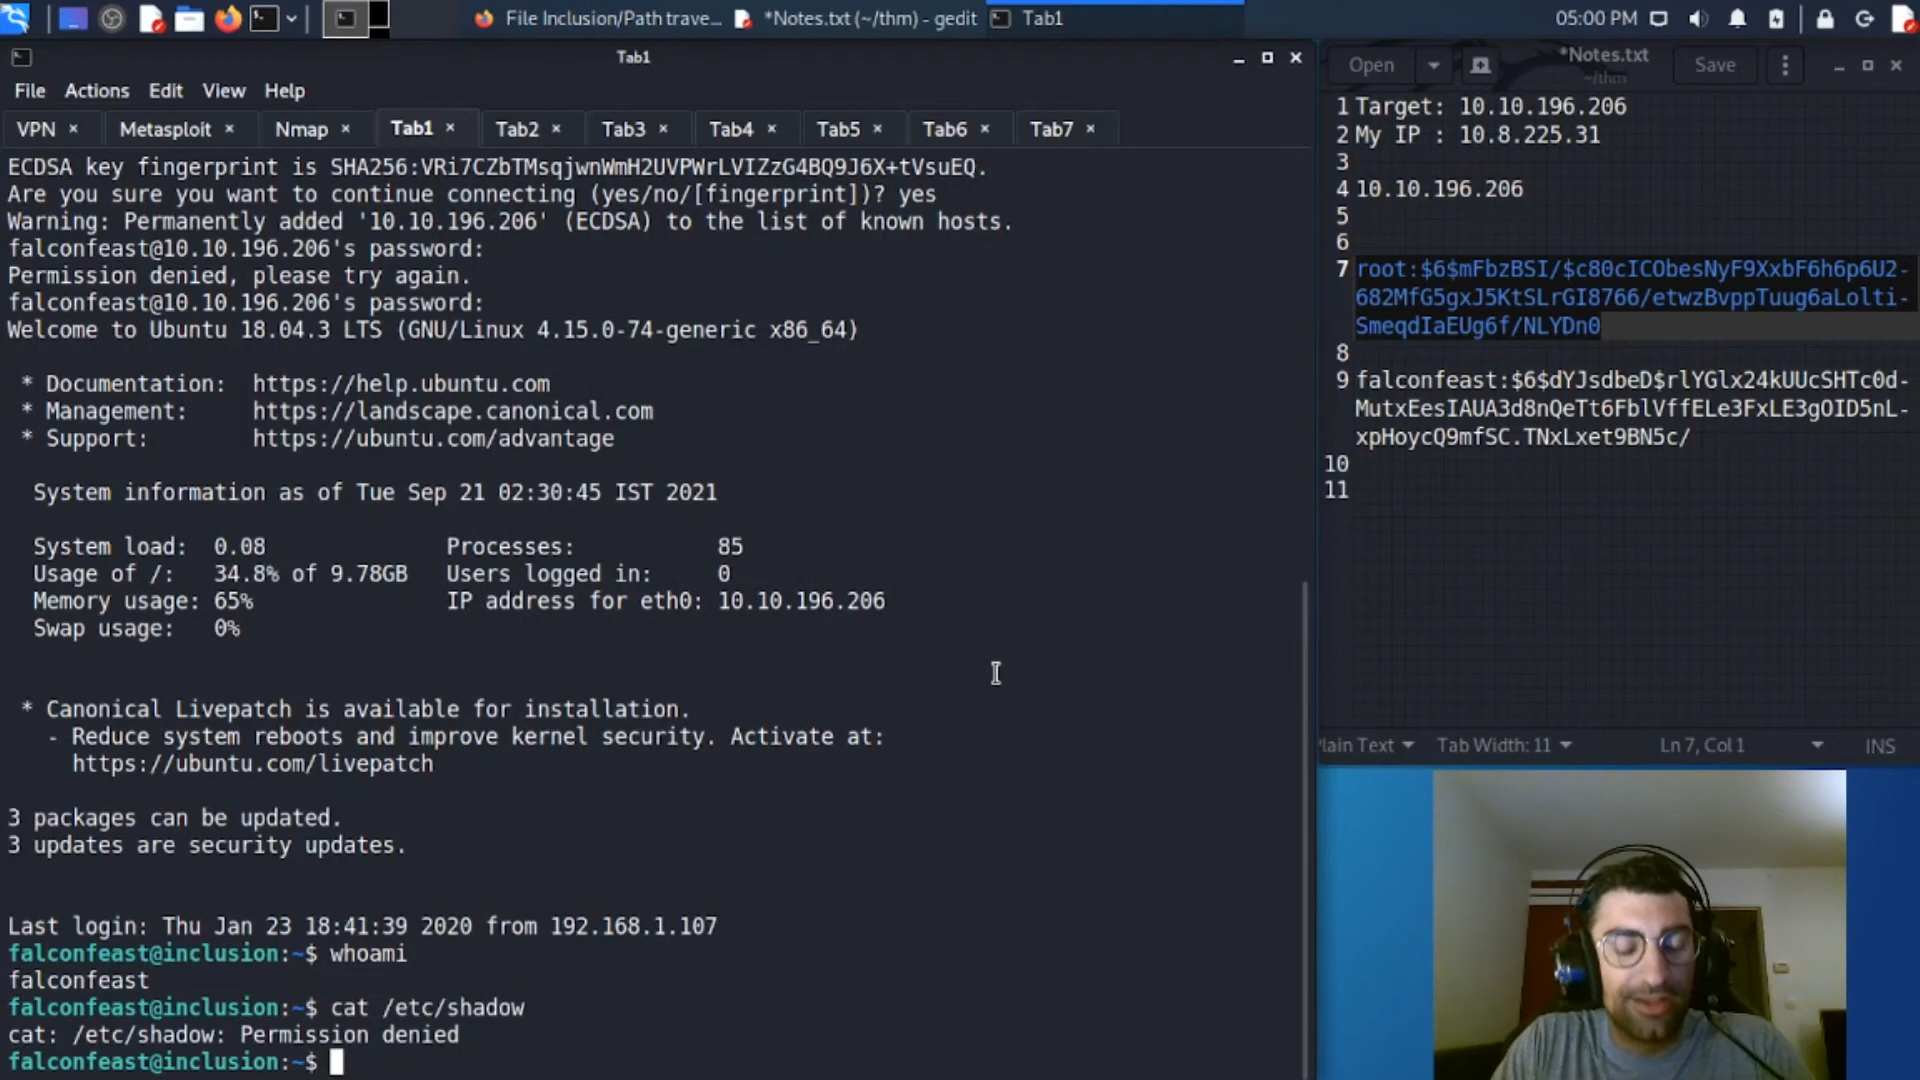 File Inclusion/Path trave...
*Notes.txt (~/thm) - gedit
Tab1
05:00 PM
Tab1
File Actions Edit View Help
VPN × Metasploit × Nmap × Tab1 × Tab2 × Tab3 × Tab4 × Tab5 × Tab6 × Tab7 ×
ECDSA key fingerprint is SHA256:VRi7CZbTMsqjwnWmH2UVPWrLVIZzG4BQ9J6X+tVsuEQ.
Are you sure you want to continue connecting (yes/no/[fingerprint])? yes
Warning: Permanently added '10.10.196.206' (ECDSA) to the list of known hosts.
falconfeast@10.10.196.206's password:
Permission denied, please try again.
falconfeast@10.10.196.206's password:
Welcome to Ubuntu 18.04.3 LTS (GNU/Linux 4.15.0-74-generic x86_64)
* Documentation: https://help.ubuntu.com
* Management: https://landscape.canonical.com
* Support: https://ubuntu.com/advantage
System information as of Tue Sep 21 02:30:45 IST 2021
System load: 0.08 Processes: 85
Usage of /: 34.8% of 9.78GB Users logged in: 0
Memory usage: 65% IP address for eth0: 10.10.196.206
Swap usage: 0%
* Canonical Livepatch is available for installation.
- Reduce system reboots and improve kernel security. Activate at:
https://ubuntu.com/livepatch
3 packages can be updated.
3 updates are security updates.
Last login: Thu Jan 23 18:41:39 2020 from 192.168.1.107
falconfeast@inclusion:~$ whoami
falconfeast
falconfeast@inclusion:~$ cat /etc/shadow
cat: /etc/shadow: Permission denied
falconfeast@inclusion:~$
Open
*Notes.txt
~/thm
Save
1 Target: 10.10.196.206
2 My IP : 10.8.225.31
3
4 10.10.196.206
5
6
7 root:$6$mFbzBSI/$c80cICObesNyF9XxbF6h6p6U2-
682MfG5gxJ5KtSLrGI8766/etwzBvppTuug6aLolti-
SmeqdIaEUg6f/NLYDn0
8
9 falconfeast:$6$dYJsdbeD$rlYGlx24kUUcSHTc0d-
MutxEesIAUA3d8nQeTt6FblVffELe3FxLE3gOID5nL-
xpHoycQ9mfSC.TNxLxet9BN5c/
10
11
Plain Text Tab Width: 11 Ln 7, Col 1 INS